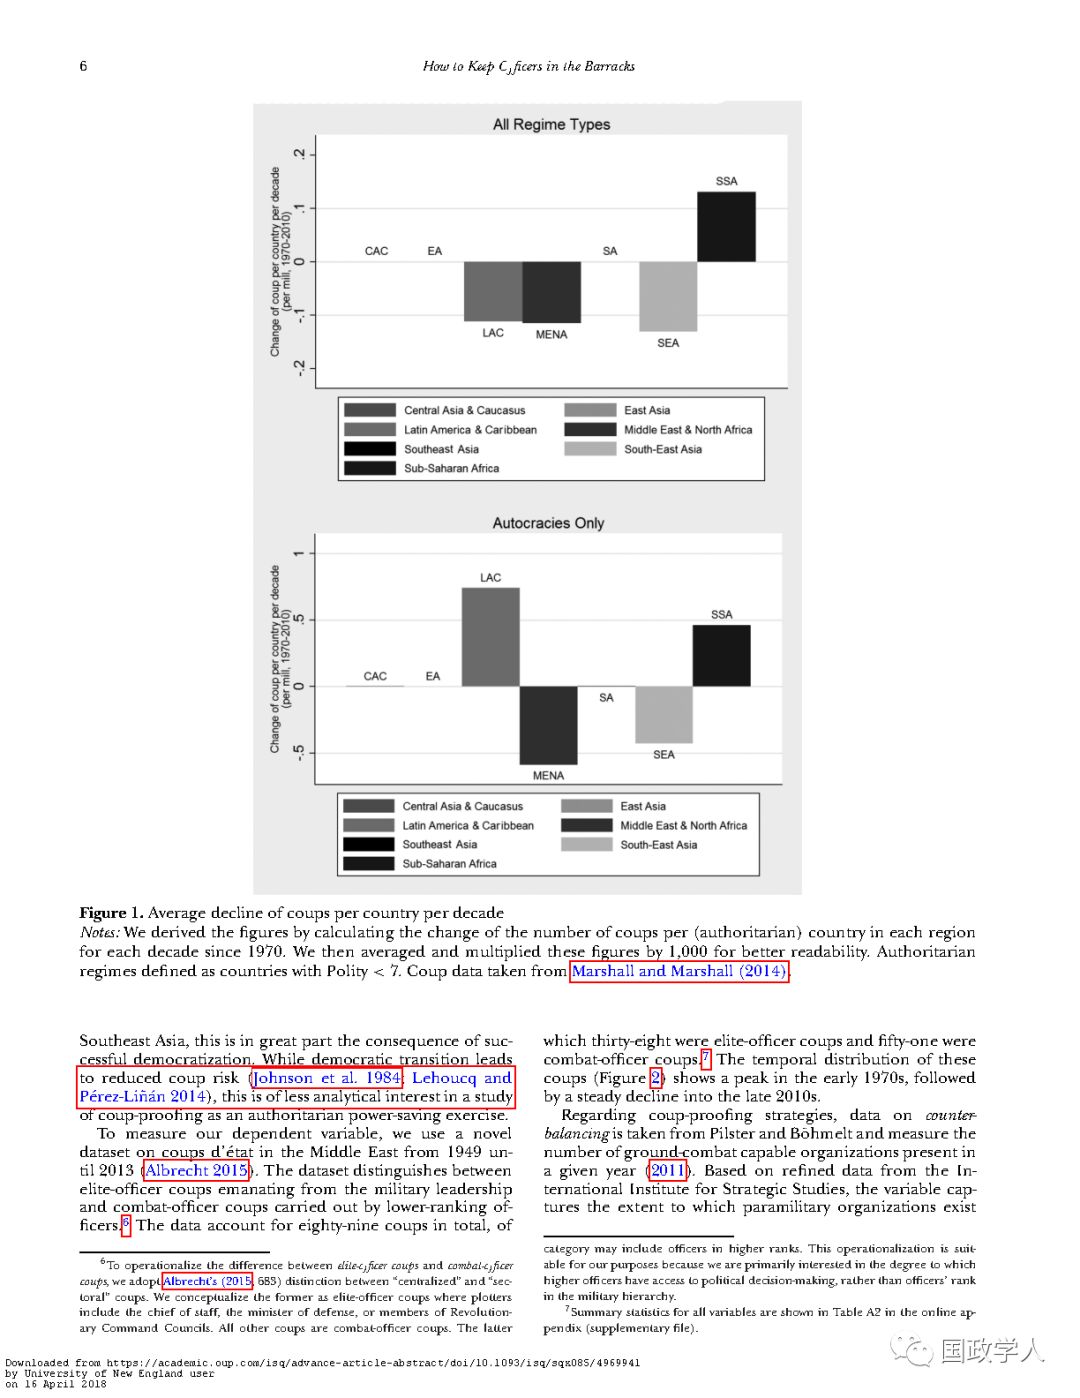 6
How to Keep Officers in the Barracks
All Regime Types
Change of coup per country per decade
(per mill, 1970-2010)
.2
.1
0
-.1
-.2
CAC
EA
LAC
MENA
SA
SEA
SSA
Central Asia & Caucasus
East Asia
Latin America & Caribbean
Middle East & North Africa
Southeast Asia
South-East Asia
Sub-Saharan Africa
Autocracies Only
Change of coup per country per decade
(per mill, 1970-2010)
1
.5
0
-.5
CAC
EA
LAC
MENA
SA
SEA
SSA
Central Asia & Caucasus
East Asia
Latin America & Caribbean
Middle East & North Africa
Southeast Asia
South-East Asia
Sub-Saharan Africa
Figure 1. Average decline of coups per country per decade
Notes: We derived the figures by calculating the change of the number of coups per (authoritarian) country in each region
for each decade since 1970. We then averaged and multiplied these figures by 1,000 for better readability. Authoritarian
regimes defined as countries with Polity < 7. Coup data taken from Marshall and Marshall (2014).
Southeast Asia, this is in great part the consequence of suc-
cessful democratization. While democratic transition leads
to reduced coup risk (Johnson et al. 1984; Lehoucq and
Pérez-Liñán 2014), this is of less analytical interest in a study
of coup-proofing as an authoritarian power-saving exercise.
To measure our dependent variable, we use a novel
dataset on coups d'état in the Middle East from 1949 un-
til 2013 (Albrecht 2015). The dataset distinguishes between
elite-officer coups emanating from the military leadership
and combat-officer coups carried out by lower-ranking of-
ficers.6 The data account for eighty-nine coups in total, of
6To operationalize the difference between elite-officer coups and combat-officer
coups, we adopt Albrecht's (2015, 683) distinction between "centralized" and "sec-
toral" coups. We conceptualize the former as elite-officer coups where plotters
include the chief of staff, the minister of defense, or members of Revolution-
ary Command Councils. All other coups are combat-officer coups. The latter
which thirty-eight were elite-officer coups and fifty-one were
combat-officer coups.7 The temporal distribution of these
coups (Figure 2) shows a peak in the early 1970s, followed
by a steady decline into the late 2010s.
Regarding coup-proofing strategies, data on counter-
balancing is taken from Pilster and Böhmelt and measure the
number of ground-combat capable organizations present in
a given year (2011). Based on refined data from the In-
ternational Institute for Strategic Studies, the variable cap-
tures the extent to which paramilitary organizations exist
category may include officers in higher ranks. This operationalization is suit-
able for our purposes because we are primarily interested in the degree to which
higher officers have access to political decision-making, rather than officers' rank
in the military hierarchy.
7Summary statistics for all variables are shown in Table A2 in the online ap-
pendix (supplementary file).
Downloaded from https://academic.oup.com/isq/advance-article-abstract/doi/10.1093/isq/sqx085/4969941
by University of New England user
on 16 April 2018
国政学人